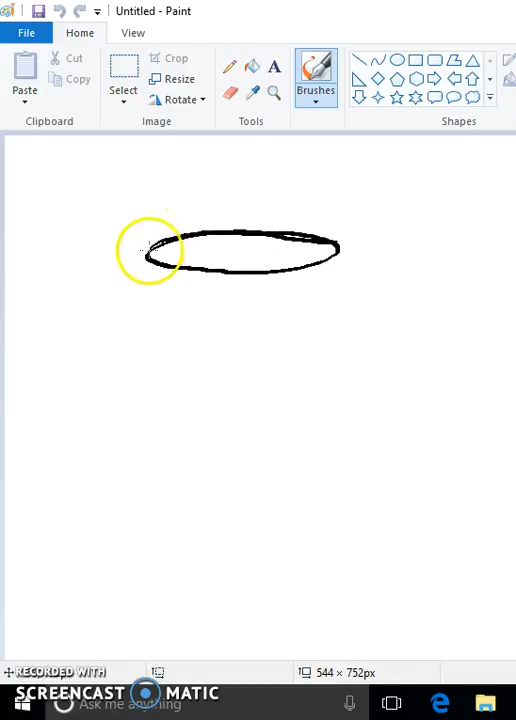 Untitled - Paint
File Home View
Paste
Cut
Copy
Clipboard
Select
Crop
Resize
Rotate
Image
A
Tools
Brushes
Shapes
544 × 752px
RECORDED WITH
SCREENCAST MATIC
Ask me anything